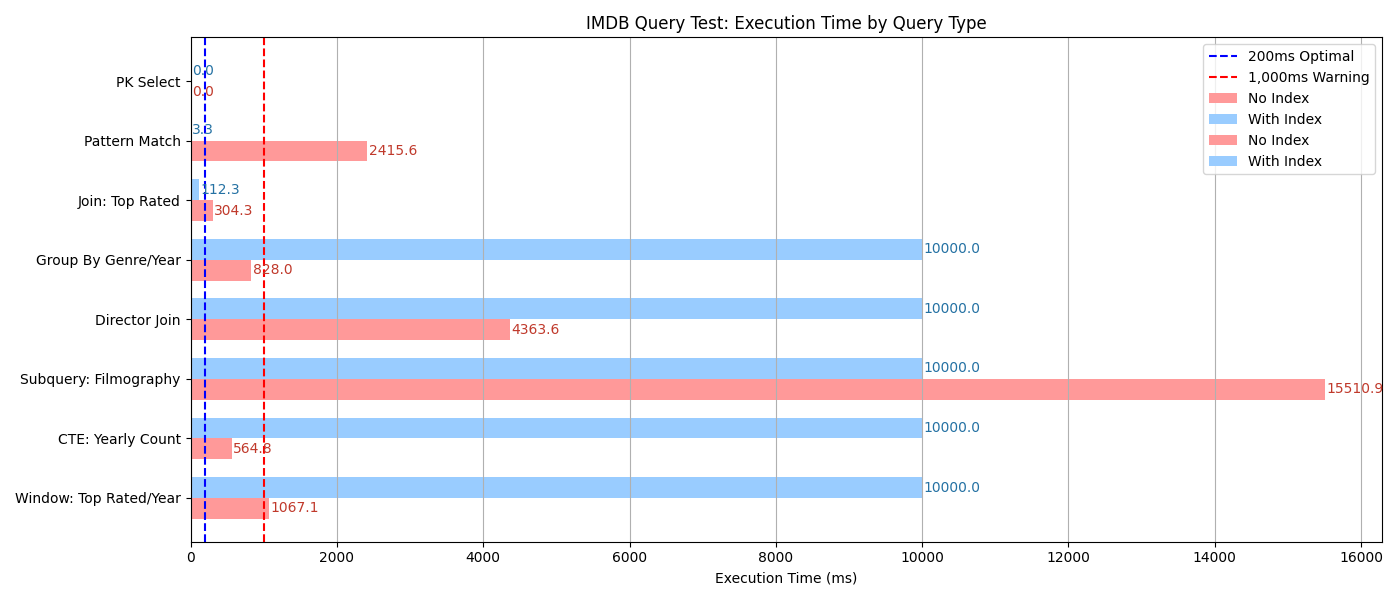 IMDB Query Test: Execution Time by Query Type
200ms Optimal
1,000ms Warning
No Index
With Index
No Index
With Index
PK Select
0.0
0.0
Pattern Match
3.3
2415.6
Join: Top Rated
112.3
304.3
Group By Genre/Year
10000.0
828.0
Director Join
10000.0
4363.6
Subquery: Filmography
10000.0
15510.9
CTE: Yearly Count
10000.0
564.8
Window: Top Rated/Year
10000.0
1067.1
0 2000 4000 6000 8000 10000 12000 14000 16000
Execution Time (ms)